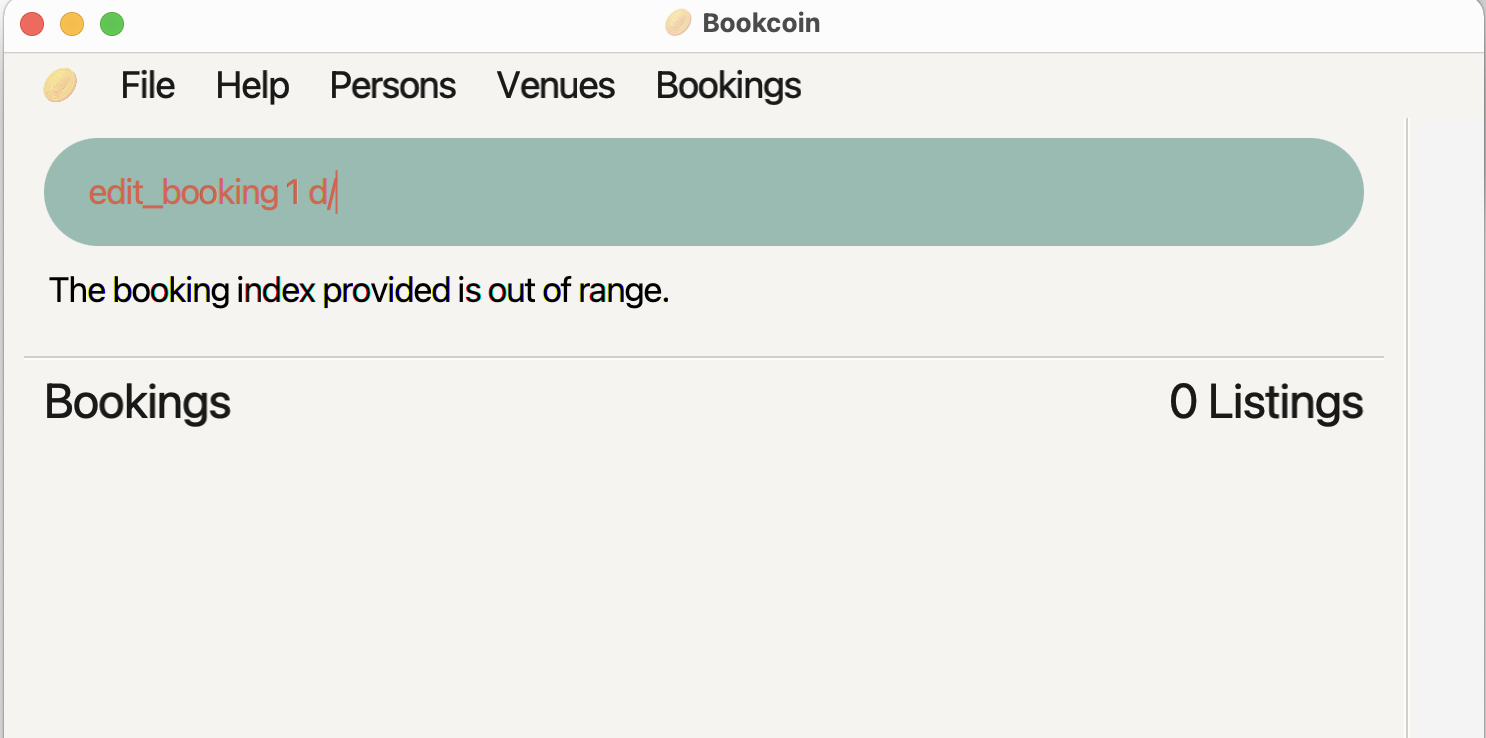 Bookcoin
File Help Persons Venues Bookings
edit_booking 1 d/
The booking index provided is out of range.
Bookings 0 Listings